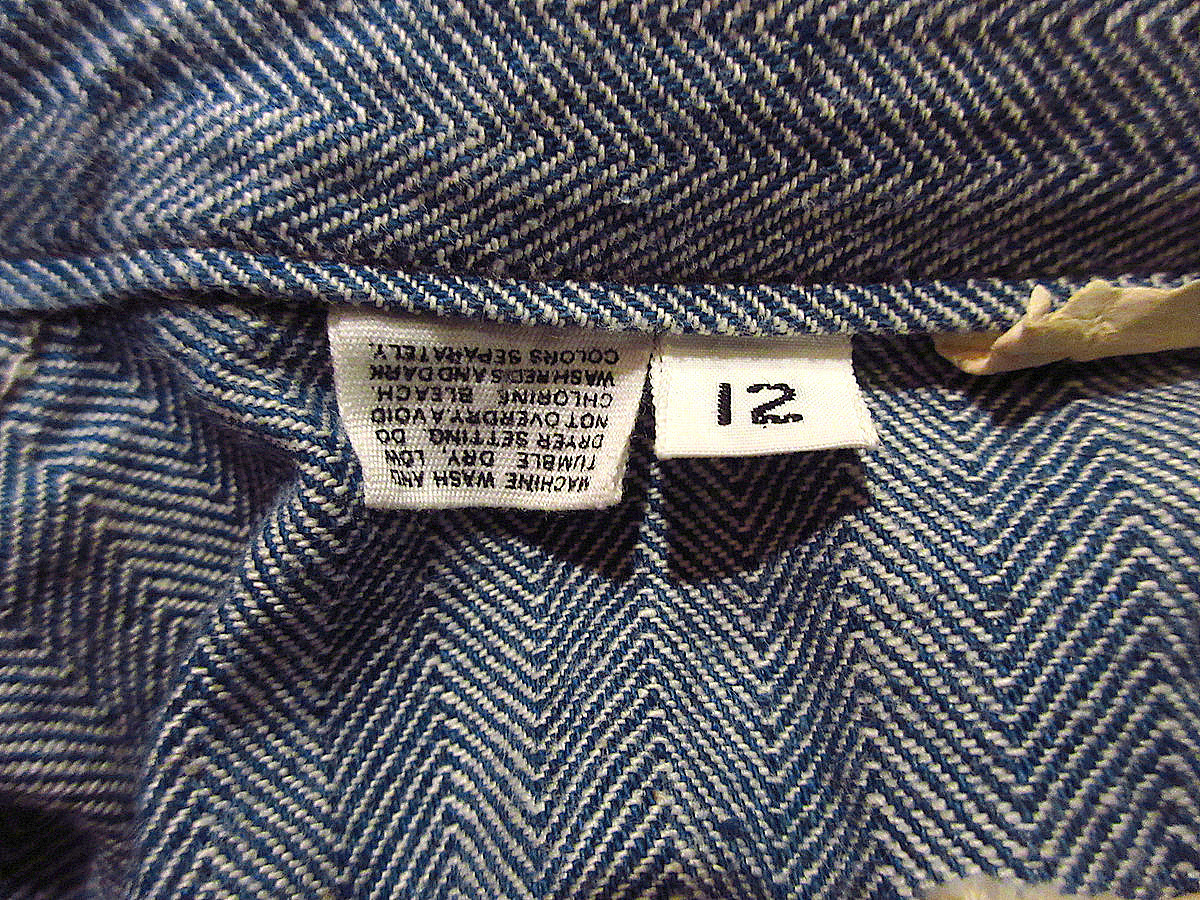 MACHINE WASH AND
TUMBLE DRY, LOW
DRYER SETTING. DO
NOT OVERDRY AVOID
CHLORINE BLEACH
WASH REDS AND DARK
COLORS SEPARATELY.
12